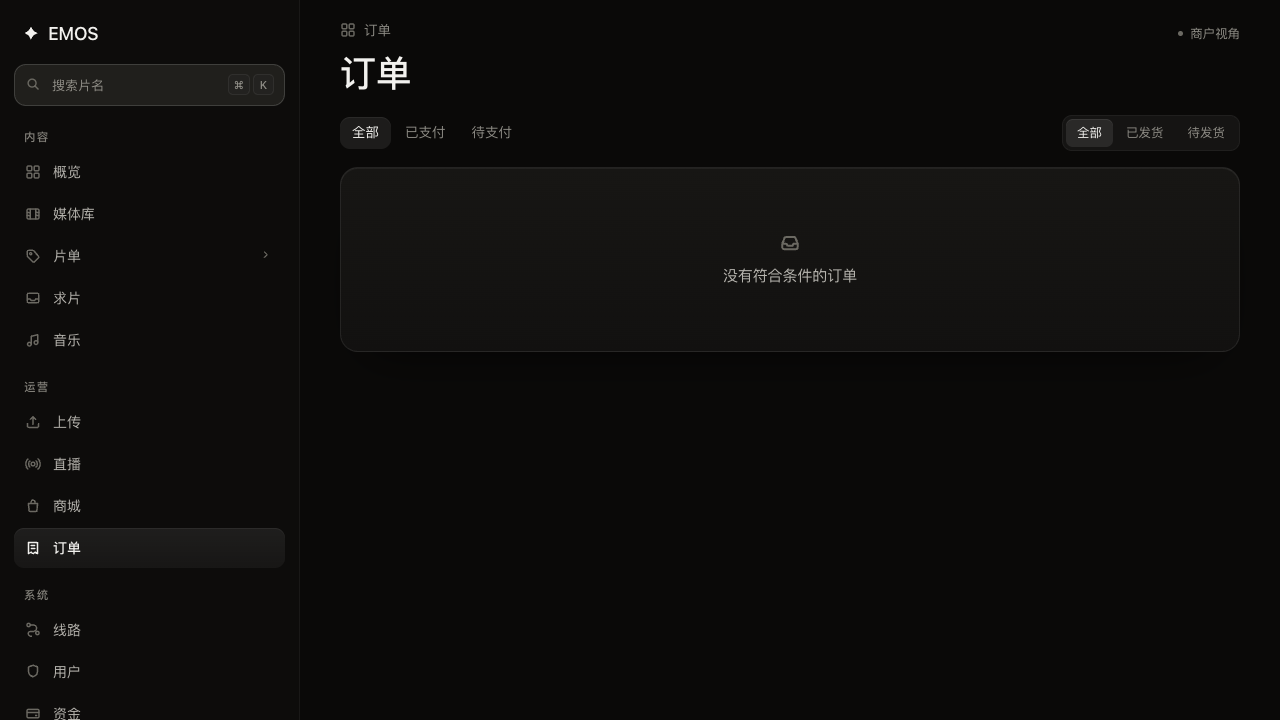 EMOS
搜索片名
⌘ K
内容
概览
媒体库
片单
求片
音乐
运营
上传
直播
商城
订单
系统
线路
用户
资金
订单
商户视角
订单
全部 已支付 待支付
全部 已发货 待发货
没有符合条件的订单